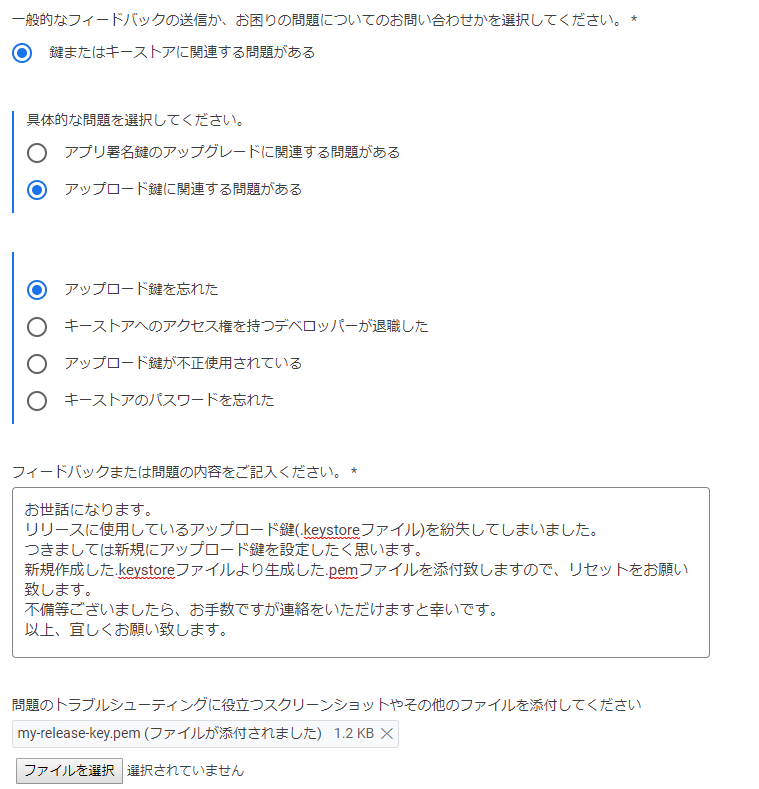 一般的なフィードバックの送信か、お困りの問題についてのお問い合わせかを選択してください。 *
鍵またはキーストアに関連する問題がある
具体的な問題を選択してください。
アプリ署名鍵のアップグレードに関連する問題がある
アップロード鍵に関連する問題がある
アップロード鍵を忘れた
キーストアへのアクセス権を持つデベロッパーが退職した
アップロード鍵が不正使用されている
キーストアのパスワードを忘れた
フィードバックまたは問題の内容をご記入ください。 *
お世話になります。
リリースに使用しているアップロード鍵(.keystoreファイル)を紛失してしまいました。
つきましては新規にアップロード鍵を設定したく思います。
新規作成した.keystoreファイルより生成した.pemファイルを添付致しますので、リセットをお願い
致します。
不備等ございましたら、お手数ですが連絡をいただけますと幸いです。
以上、宜しくお願い致します。
問題のトラブルシューティングに役立つスクリーンショットやその他のファイルを添付してください
my-release-key.pem (ファイルが添付されました) 1.2 KB
ファイルを選択 選択されていません